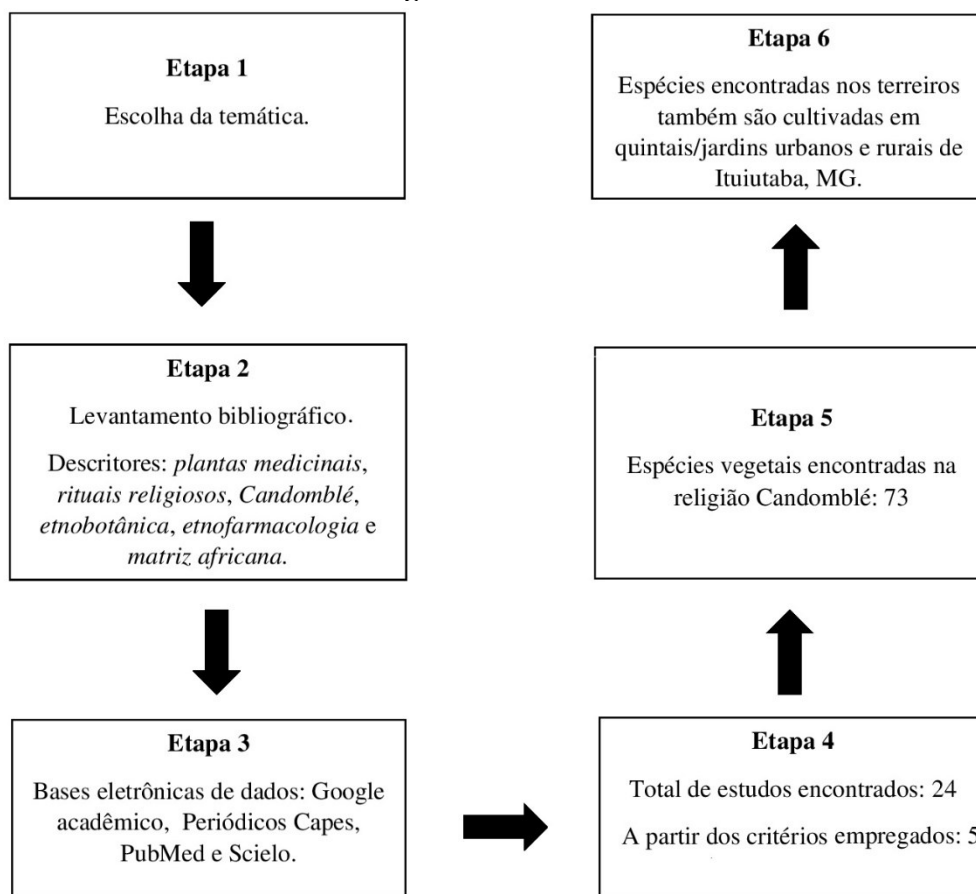 Etapa 1
Escolha da temática.
Etapa 2
Levantamento bibliográfico.
Descritores: plantas medicinais,
rituais religiosos, Candomblé,
etnobotânica, etnofarmacologia e
matriz africana.
Etapa 3
Bases eletrônicas de dados: Google
acadêmico, Periódicos Capes,
PubMed e Scielo.
Etapa 4
Total de estudos encontrados: 24
A partir dos critérios empregados: 5
Etapa 5
Espécies vegetais encontradas na
religião Candomblé: 73
Etapa 6
Espécies encontradas nos terreiros
também são cultivadas em
quintais/jardins urbanos e rurais de
Ituiutaba, MG.